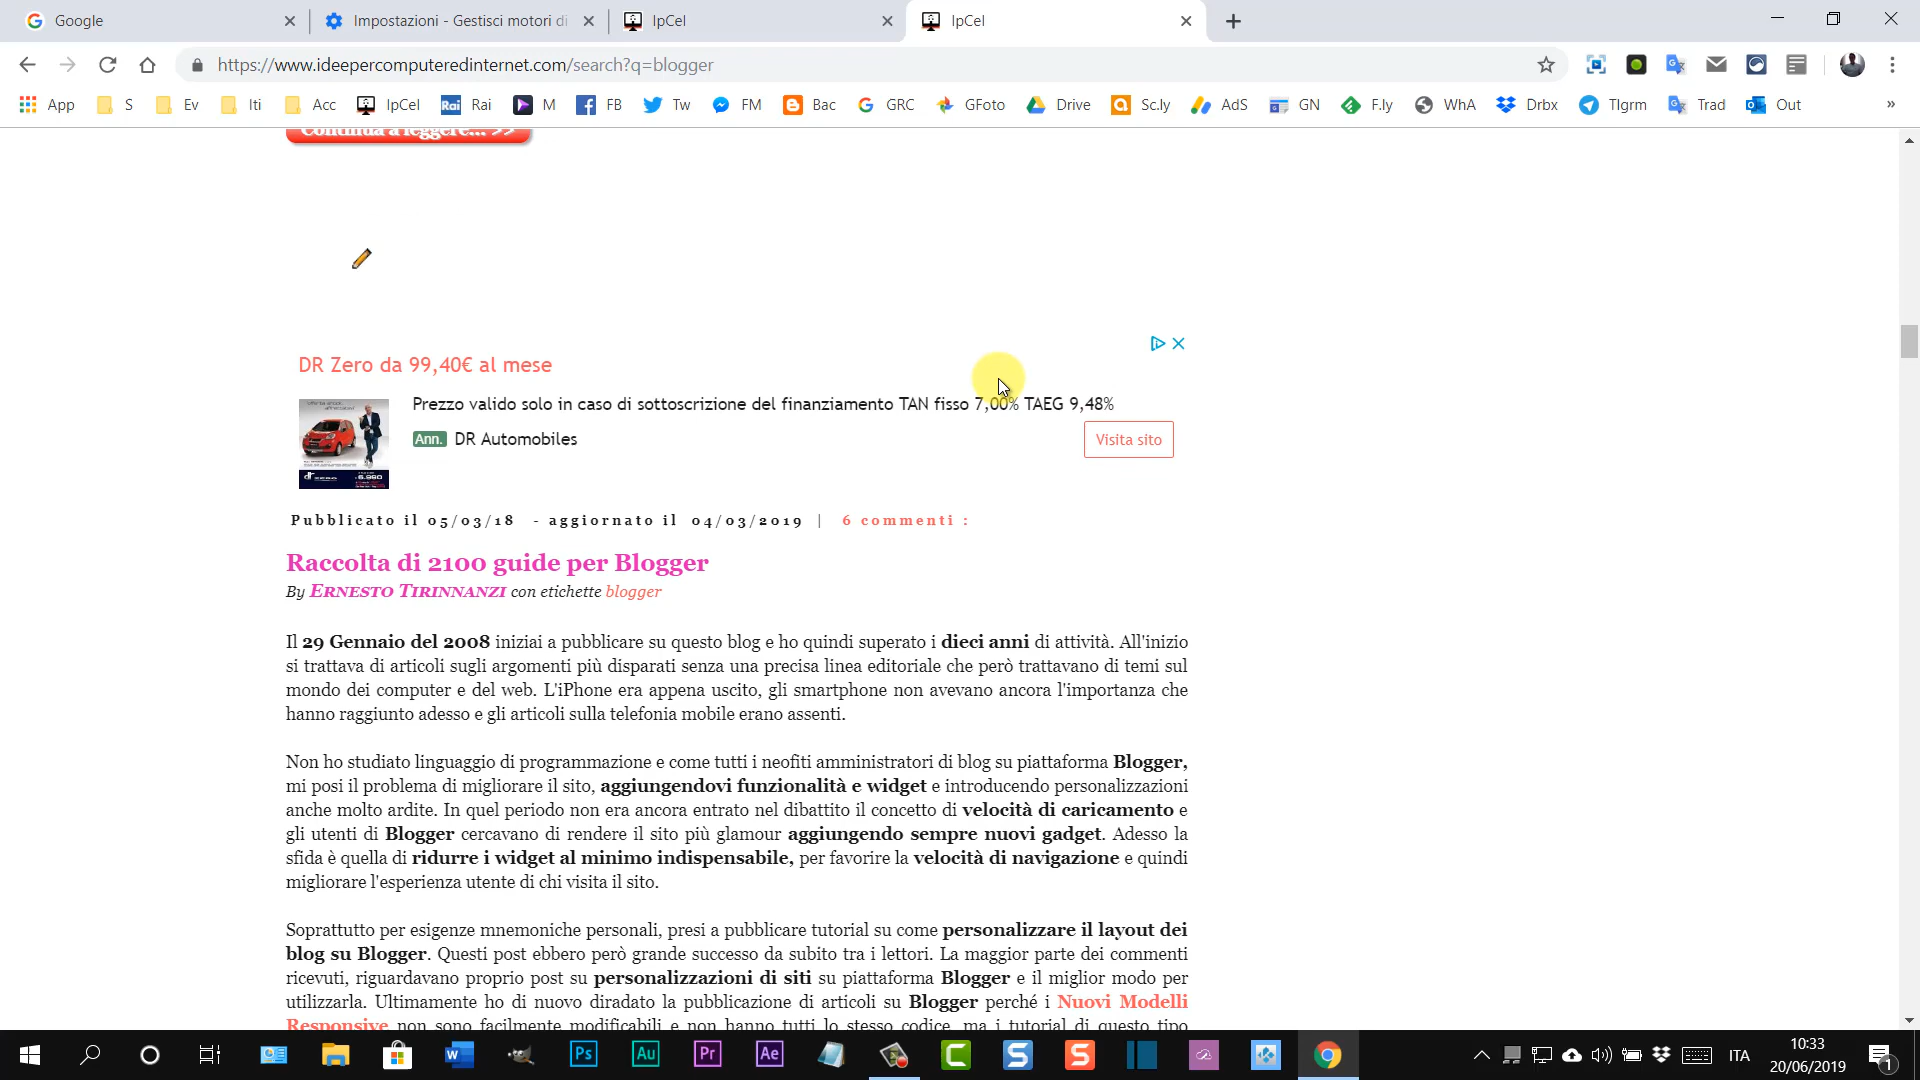 Google
Impostazioni - Gestisci motori di
IpCel
IpCel
https://www.ideepercomputeredinternet.com/search?q=blogger
App S Ev Iti Acc IpCel Rai Rai M FB Tw FM Bac GRC GFoto Drive Sc.ly AdS GN F.ly WhA Drbx Tlgrm Trad Out »
Continua a leggere... >>
DR Zero da 99,40€ al mese
Prezzo valido solo in caso di sottoscrizione del finanziamento TAN fisso 7,00% TAEG 9,48%
Ann. DR Automobiles
Visita sito
Pubblicato il 05/03/18 - aggiornato il 04/03/2019 | 6 commenti :
Raccolta di 2100 guide per Blogger
By Ernesto Tirinnanzi con etichette blogger
Il 29 Gennaio del 2008 iniziai a pubblicare su questo blog e ho quindi superato i dieci anni di attività. All'inizio
si trattava di articoli sugli argomenti più disparati senza una precisa linea editoriale che però trattavano di temi sul
mondo dei computer e del web. L'iPhone era appena uscito, gli smartphone non avevano ancora l'importanza che
hanno raggiunto adesso e gli articoli sulla telefonia mobile erano assenti.
Non ho studiato linguaggio di programmazione e come tutti i neofiti amministratori di blog su piattaforma Blogger,
mi posi il problema di migliorare il sito, aggiungendovi funzionalità e widget e introducendo personalizzazioni
anche molto ardite. In quel periodo non era ancora entrato nel dibattito il concetto di velocità di caricamento e
gli utenti di Blogger cercavano di rendere il sito più glamour aggiungendo sempre nuovi gadget. Adesso la
sfida è quella di ridurre i widget al minimo indispensabile, per favorire la velocità di navigazione e quindi
migliorare l'esperienza utente di chi visita il sito.
Soprattutto per esigenze mnemoniche personali, presi a pubblicare tutorial su come personalizzare il layout dei
blog su Blogger. Questi post ebbero però grande successo da subito tra i lettori. La maggior parte dei commenti
ricevuti, riguardavano proprio post su personalizzazioni di siti su piattaforma Blogger e il miglior modo per
utilizzarla. Ultimamente ho di nuovo diradato la pubblicazione di articoli su Blogger perché i Nuovi Modelli
Responsive non sono facilmente modificabili e non hanno tutti lo stesso codice, ma i tutorial di questo tipo
Ps Au Pr Ae
ITA
10:33
20/06/2019
1